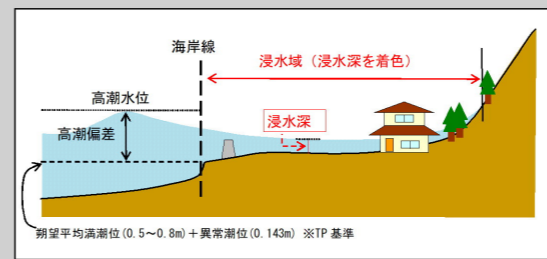 海岸線
浸水域（浸水深を着色）
高潮水位
高潮偏差
浸水深
朔望平均満潮位(0.5～0.8m)＋異常潮位(0.143m) ※TP 基準